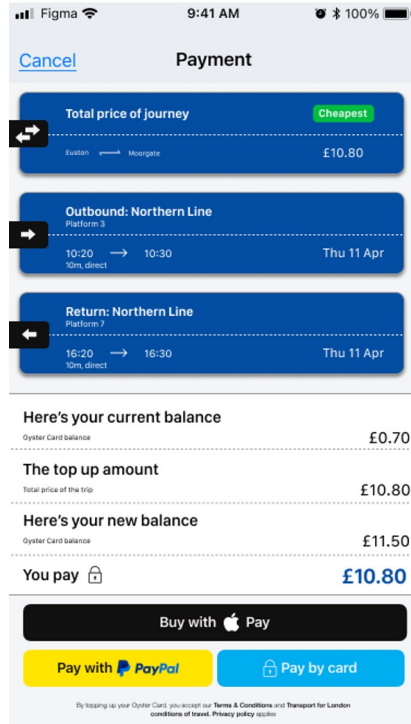 Figma 9:41 AM 100%
Cancel Payment
Total price of journey Cheapest
Euston Moorgate £10.80
Outbound: Northern Line
Platform 3
10:20 10:30 Thu 11 Apr
10m, direct
Return: Northern Line
Platform 7
16:20 16:30 Thu 11 Apr
10m, direct
Here's your current balance
Oyster Card balance £0.70
The top up amount
Total price of the trip £10.80
Here's your new balance
Oyster Card balance £11.50
You pay £10.80
Buy with Pay
Pay with PayPal Pay by card
By topping up your Oyster Card, you accept our Terms & Conditions and Transport for London
conditions of travel. Privacy policy applies